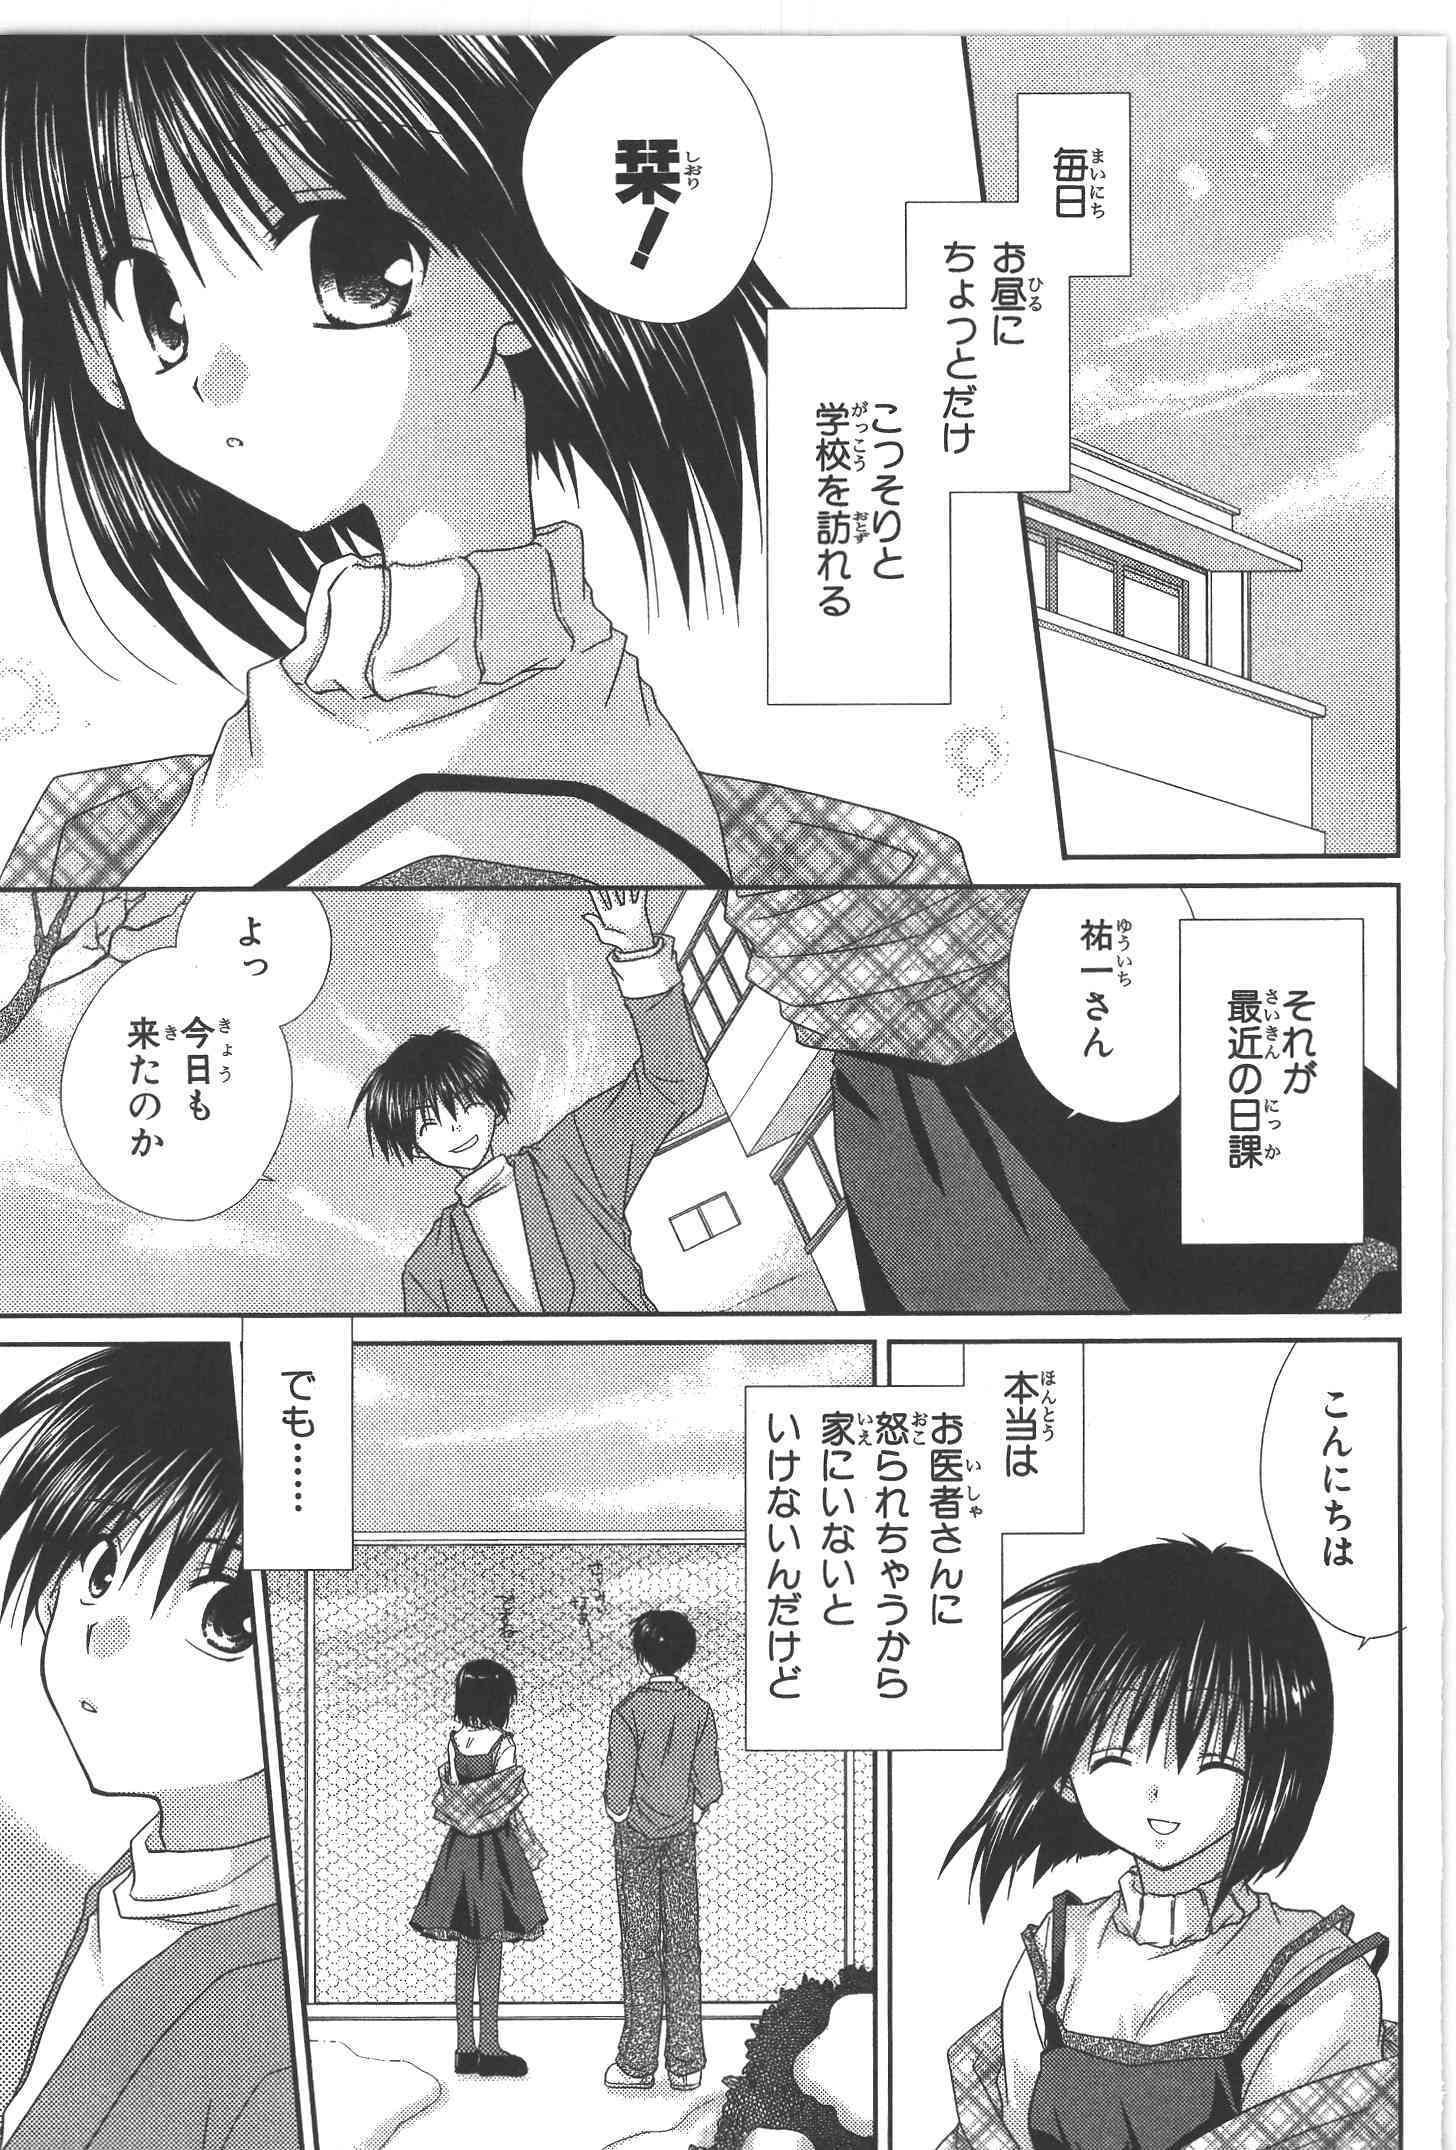 毎日
お昼に
ちょっとだけ
こっそりと
学校を訪れる
栞!
それが
最近の日課
祐一さん
よっ
今日も
来たのか
こんにちは
本当は
お医者さんに
怒られちゃうから
家にいないと
いけないんだけど
でも……